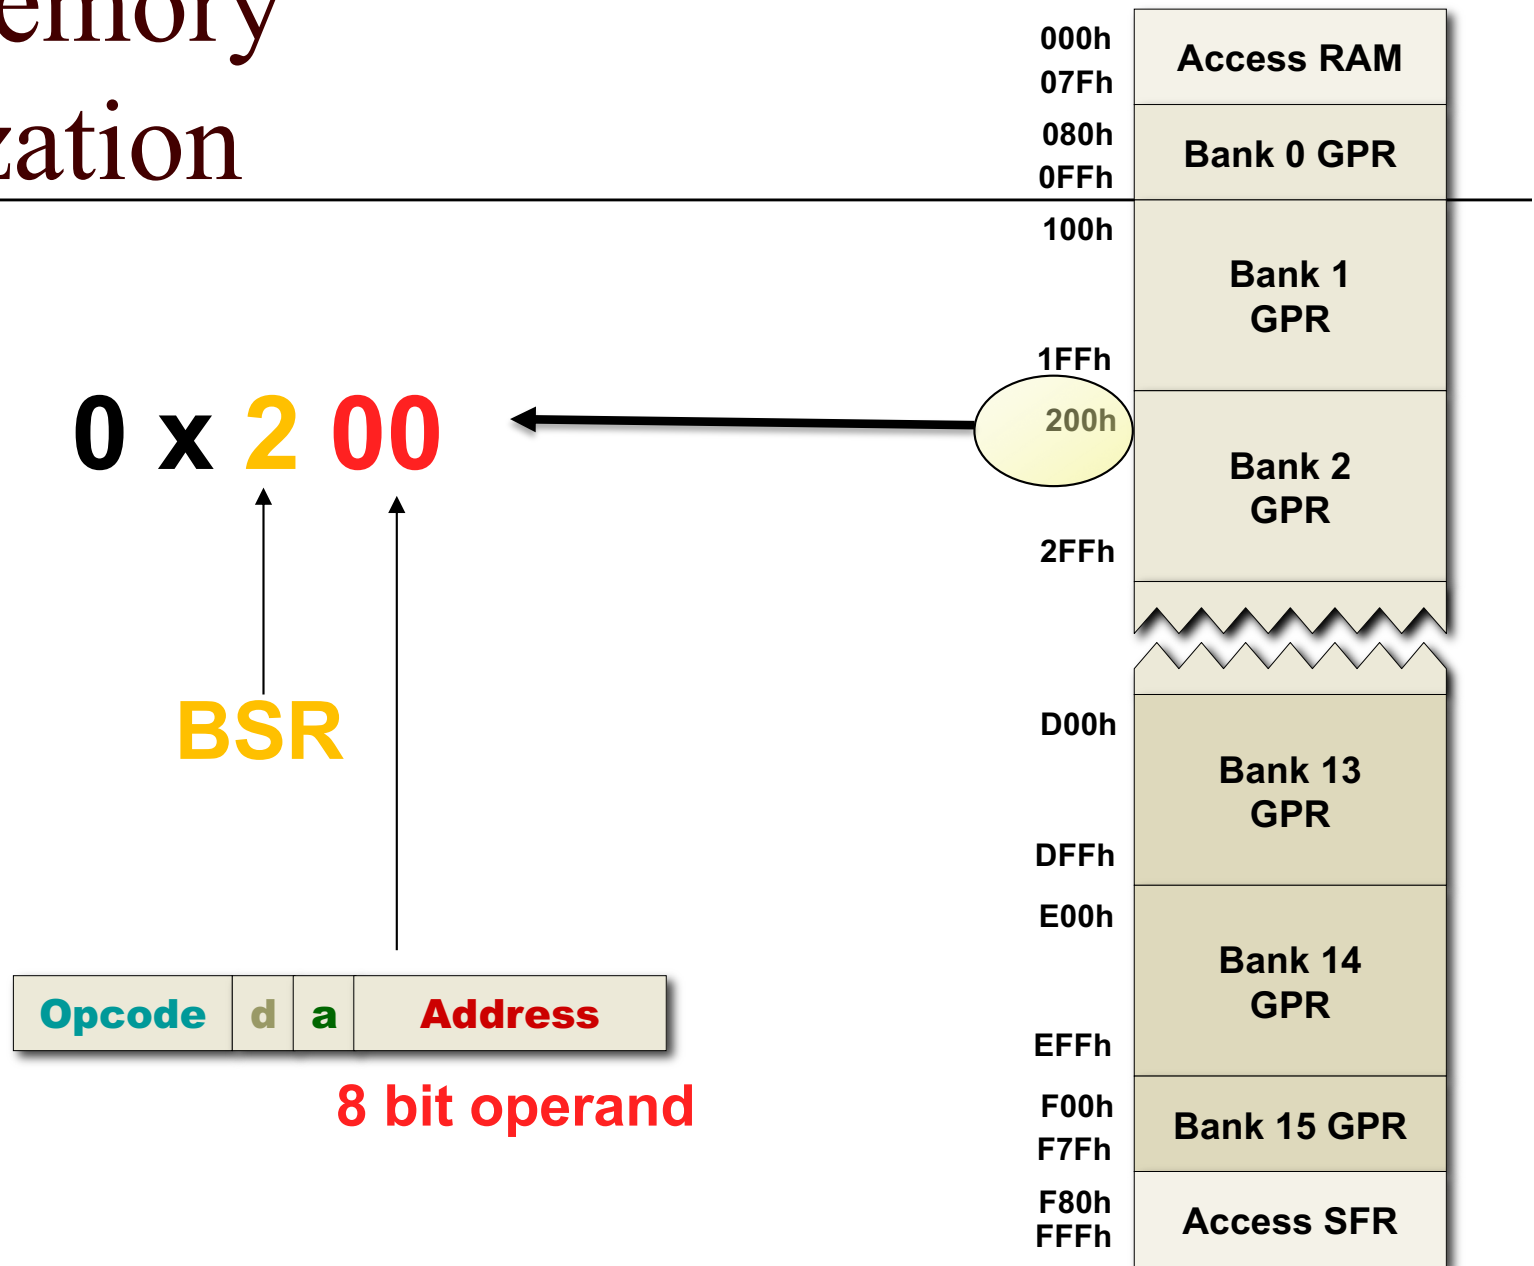 emory
zation
0 x 2 00
BSR
Opcode d a Address
8 bit operand
000h
Access RAM
07Fh
080h
Bank 0 GPR
0FFh
100h
Bank 1
GPR
1FFh
200h
Bank 2
GPR
2FFh
D00h
Bank 13
GPR
DFFh
E00h
Bank 14
GPR
EFFh
F00h
Bank 15 GPR
F7Fh
F80h
Access SFR
FFFh